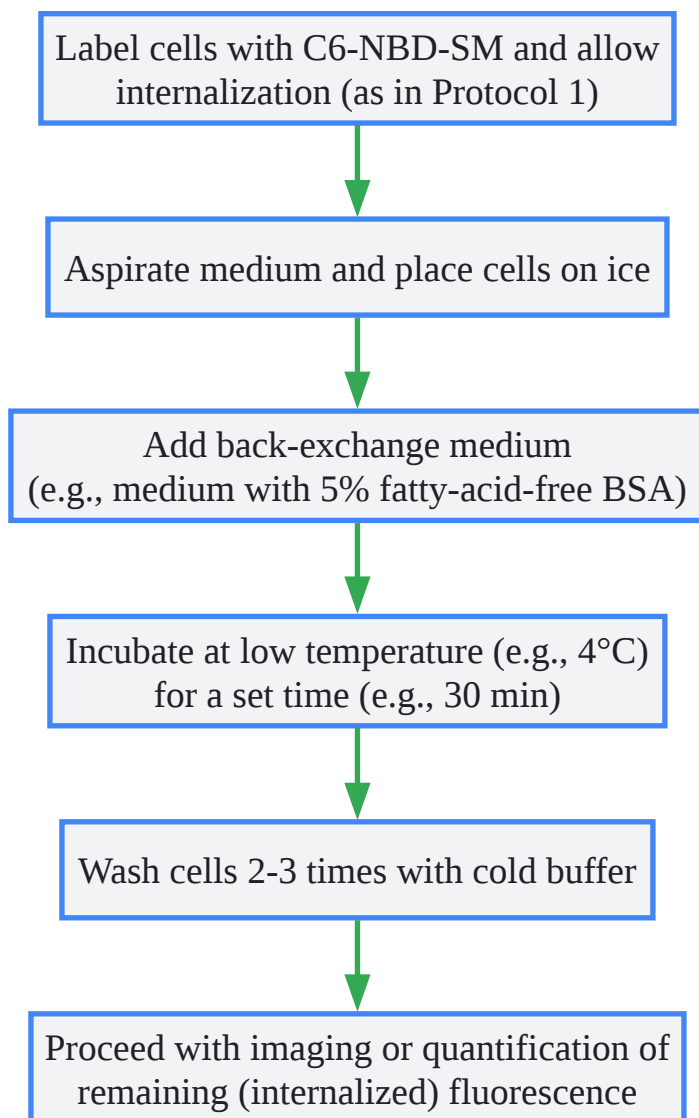 Label cells with C6-NBD-SM and allow
internalization (as in Protocol 1)
Aspirate medium and place cells on ice
Add back-exchange medium
(e.g., medium with 5% fatty-acid-free BSA)
Incubate at low temperature (e.g., 4°C)
for a set time (e.g., 30 min)
Wash cells 2-3 times with cold buffer
Proceed with imaging or quantification of
remaining (internalized) fluorescence